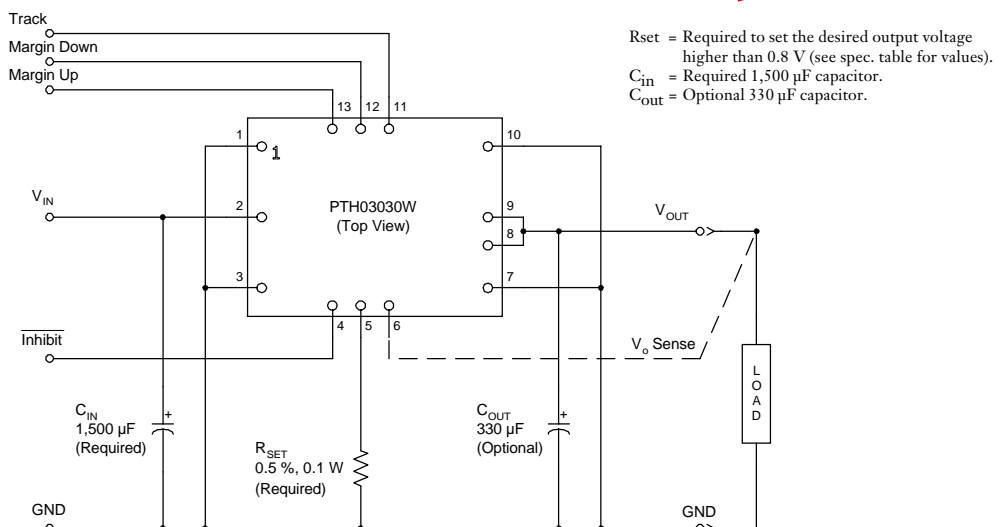 Track
Margin Down
Margin Up
Rset = Required to set the desired output voltage
higher than 0.8 V (see spec. table for values).
Cin = Required 1,500 µF capacitor.
Cout = Optional 330 µF capacitor.
13 12 11
1
10
1
VIN
2
PTH03030W
(Top View)
9
VOUT
8
3
7
4 5 6
Inhibit
Vo Sense
LOAD
CIN
1,500 µF
(Required)
+
COUT
330 µF
(Optional)
+
RSET
0.5 %, 0.1 W
(Required)
GND
GND